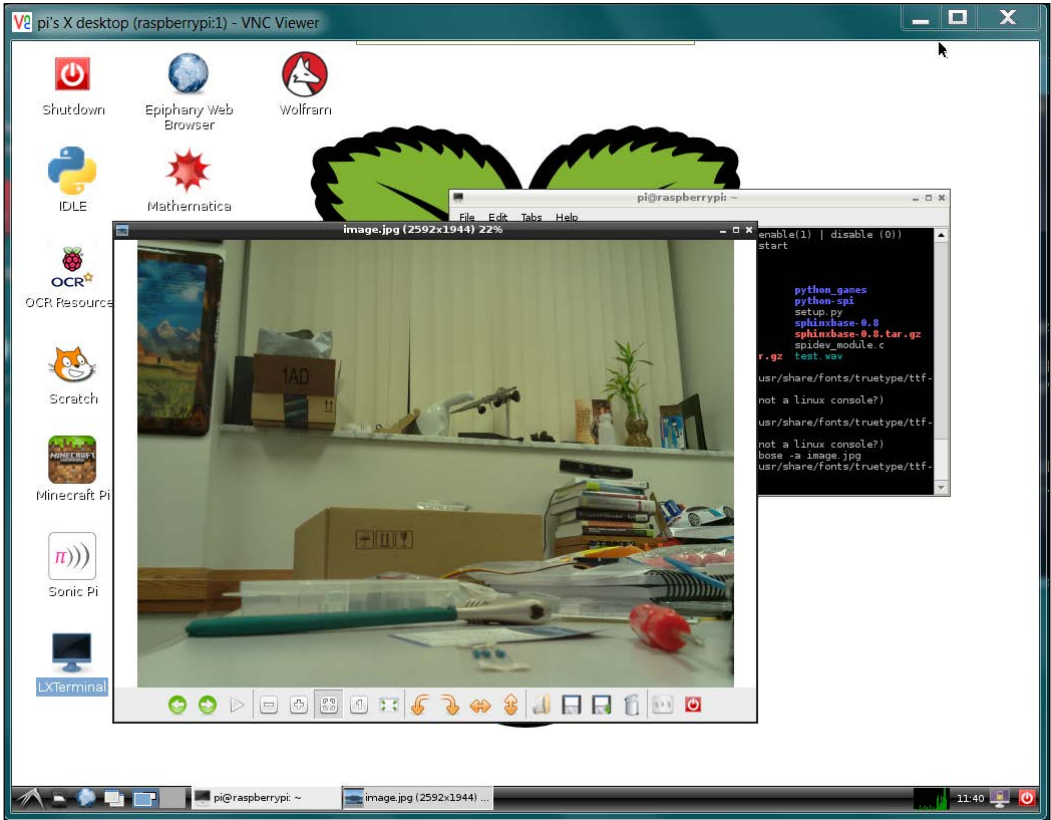 pi's X desktop (raspberrypi:1) - VNC Viewer
Shutdown
Epiphany Web
Browser
Wolfram
IDLE
Mathematica
OCR
OCR Resource
Scratch
MINECRAFT
Minecraft Pi
π)))
Sonic Pi
LXTerminal
pi@raspberrypi: ~
File Edit Tabs Help
enable(1) | disable (0))
start
python_games
python-spi
setup.py
sphinxbase-0.8
sphinxbase-0.8.tar.gz
spidev_module.c
r.gz test.wav
usr/share/fonts/truetype/ttf-
not a linux console?)
usr/share/fonts/truetype/ttf-
not a linux console?)
bose -a image.jpg
usr/share/fonts/truetype/ttf-
image.jpg (2592x1944) 22%
1AD
pi@raspberrypi: ~
image.jpg (2592x1944) ...
11:40